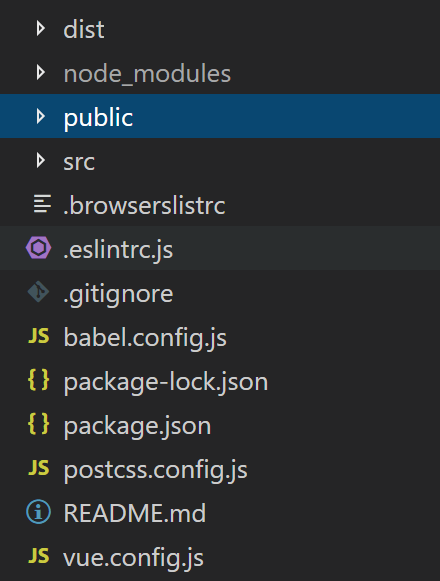 dist
node_modules
public
src
.browserslistrc
.eslintrc.js
.gitignore
JS babel.config.js
{} package-lock.json
{} package.json
JS postcss.config.js
README.md
JS vue.config.js